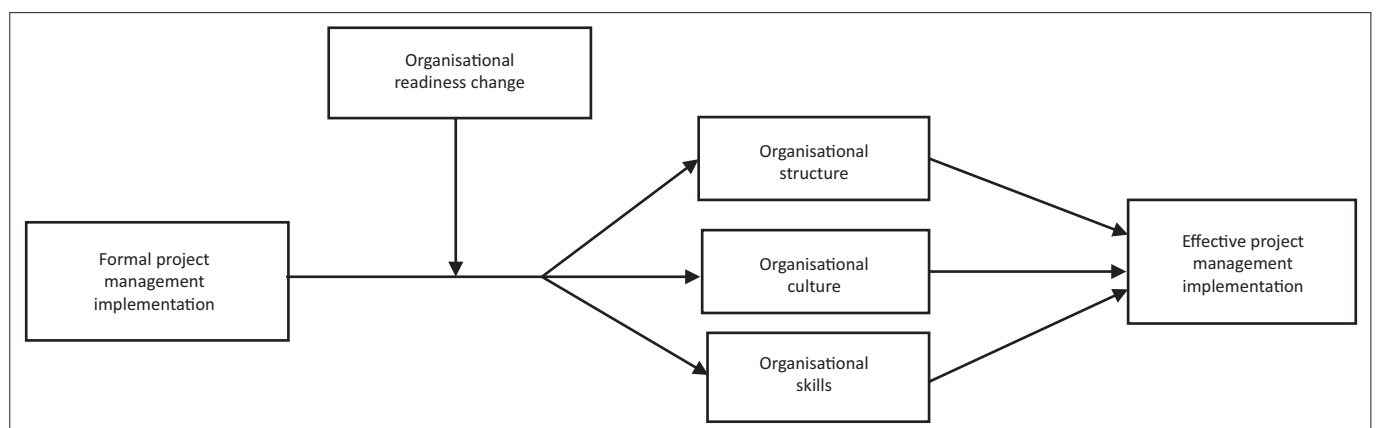 Organisational
readiness change
Organisational
structure
Formal project
management
implementation
Organisational
culture
Effective project
management
implementation
Organisational
skills